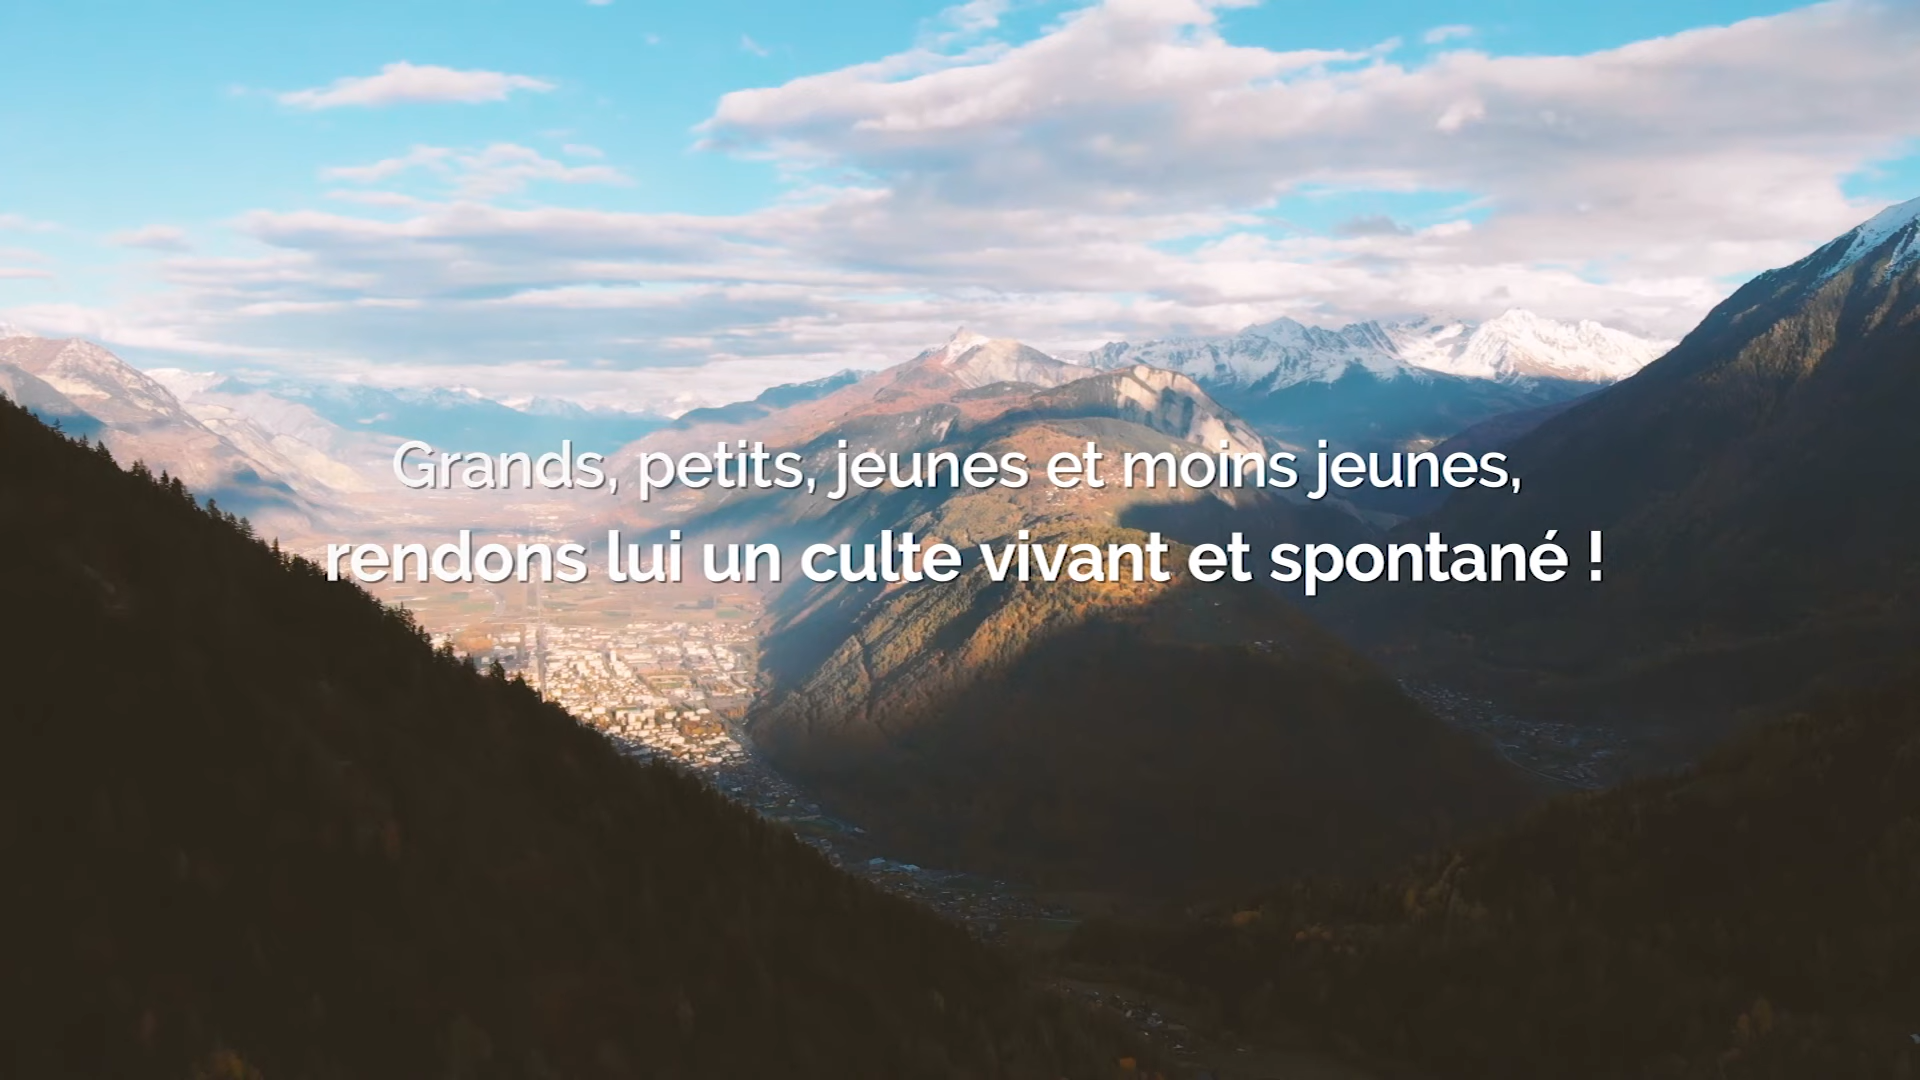 Grands, petits, jeunes et moins jeunes,
rendons lui un culte vivant et spontané !